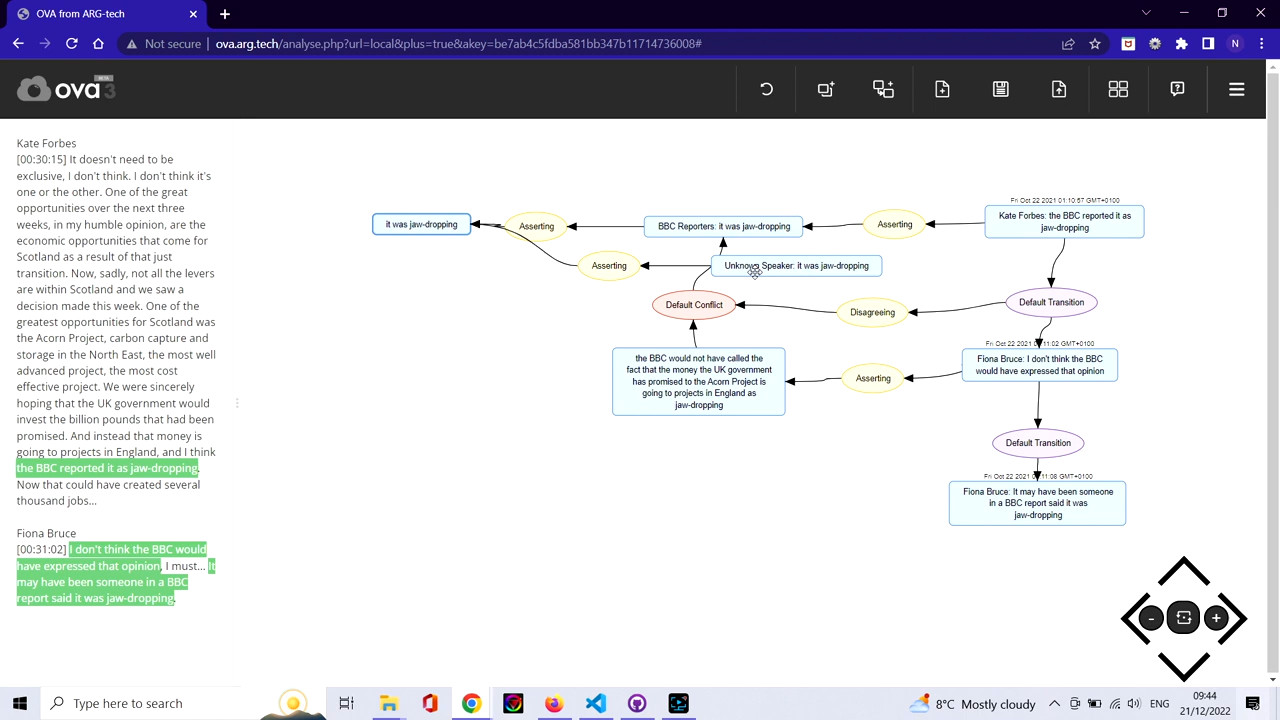 OVA from ARG-tech
Not secure
ova.arg.tech/analyse.php?url=local&plus=true&akey=be7ab4c5fdba581bb347b11714736008#
N
ova 3
BETA
Kate Forbes
[00:30:15] It doesn't need to be
exclusive, I don't think. I don't think it's
one or the other. One of the great
opportunities over the next three
weeks, in my humble opinion, are the
economic opportunities that come for
Scotland as a result of that just
transition. Now, sadly, not all the levers
are within Scotland and we saw a
decision made this week. One of the
greatest opportunities for Scotland was
the Acorn Project, carbon capture and
storage in the North East, the most well
advanced project, the most cost
effective project. We were sincerely
hoping that the UK government would
invest the billion pounds that had been
promised. And instead that money is
going to projects in England, and I think
the BBC reported it as jaw-dropping.
Now that could have created several
thousand jobs...
Fiona Bruce
[00:31:02] I don't think the BBC would
have expressed that opinion, I must... It
may have been someone in a BBC
report said it was jaw-dropping.
it was jaw-dropping
Asserting
BBC Reporters: it was jaw-dropping
Asserting
Fri Oct 22 2021 01:10:57 GMT+0100
Kate Forbes: the BBC reported it as
jaw-dropping
Asserting
Unknown Speaker: it was jaw-dropping
Default Conflict
Disagreeing
Default Transition
the BBC would not have called the
fact that the money the UK government
has promised to the Acorn Project is
going to projects in England as
jaw-dropping
Asserting
Fri Oct 22 2021 01:11:02 GMT+0100
Fiona Bruce: I don't think the BBC
would have expressed that opinion
Default Transition
Fri Oct 22 2021 01:11:08 GMT+0100
Fiona Bruce: It may have been someone
in a BBC report said it was
jaw-dropping
Type here to search
8°C Mostly cloudy
ENG
09:44
21/12/2022